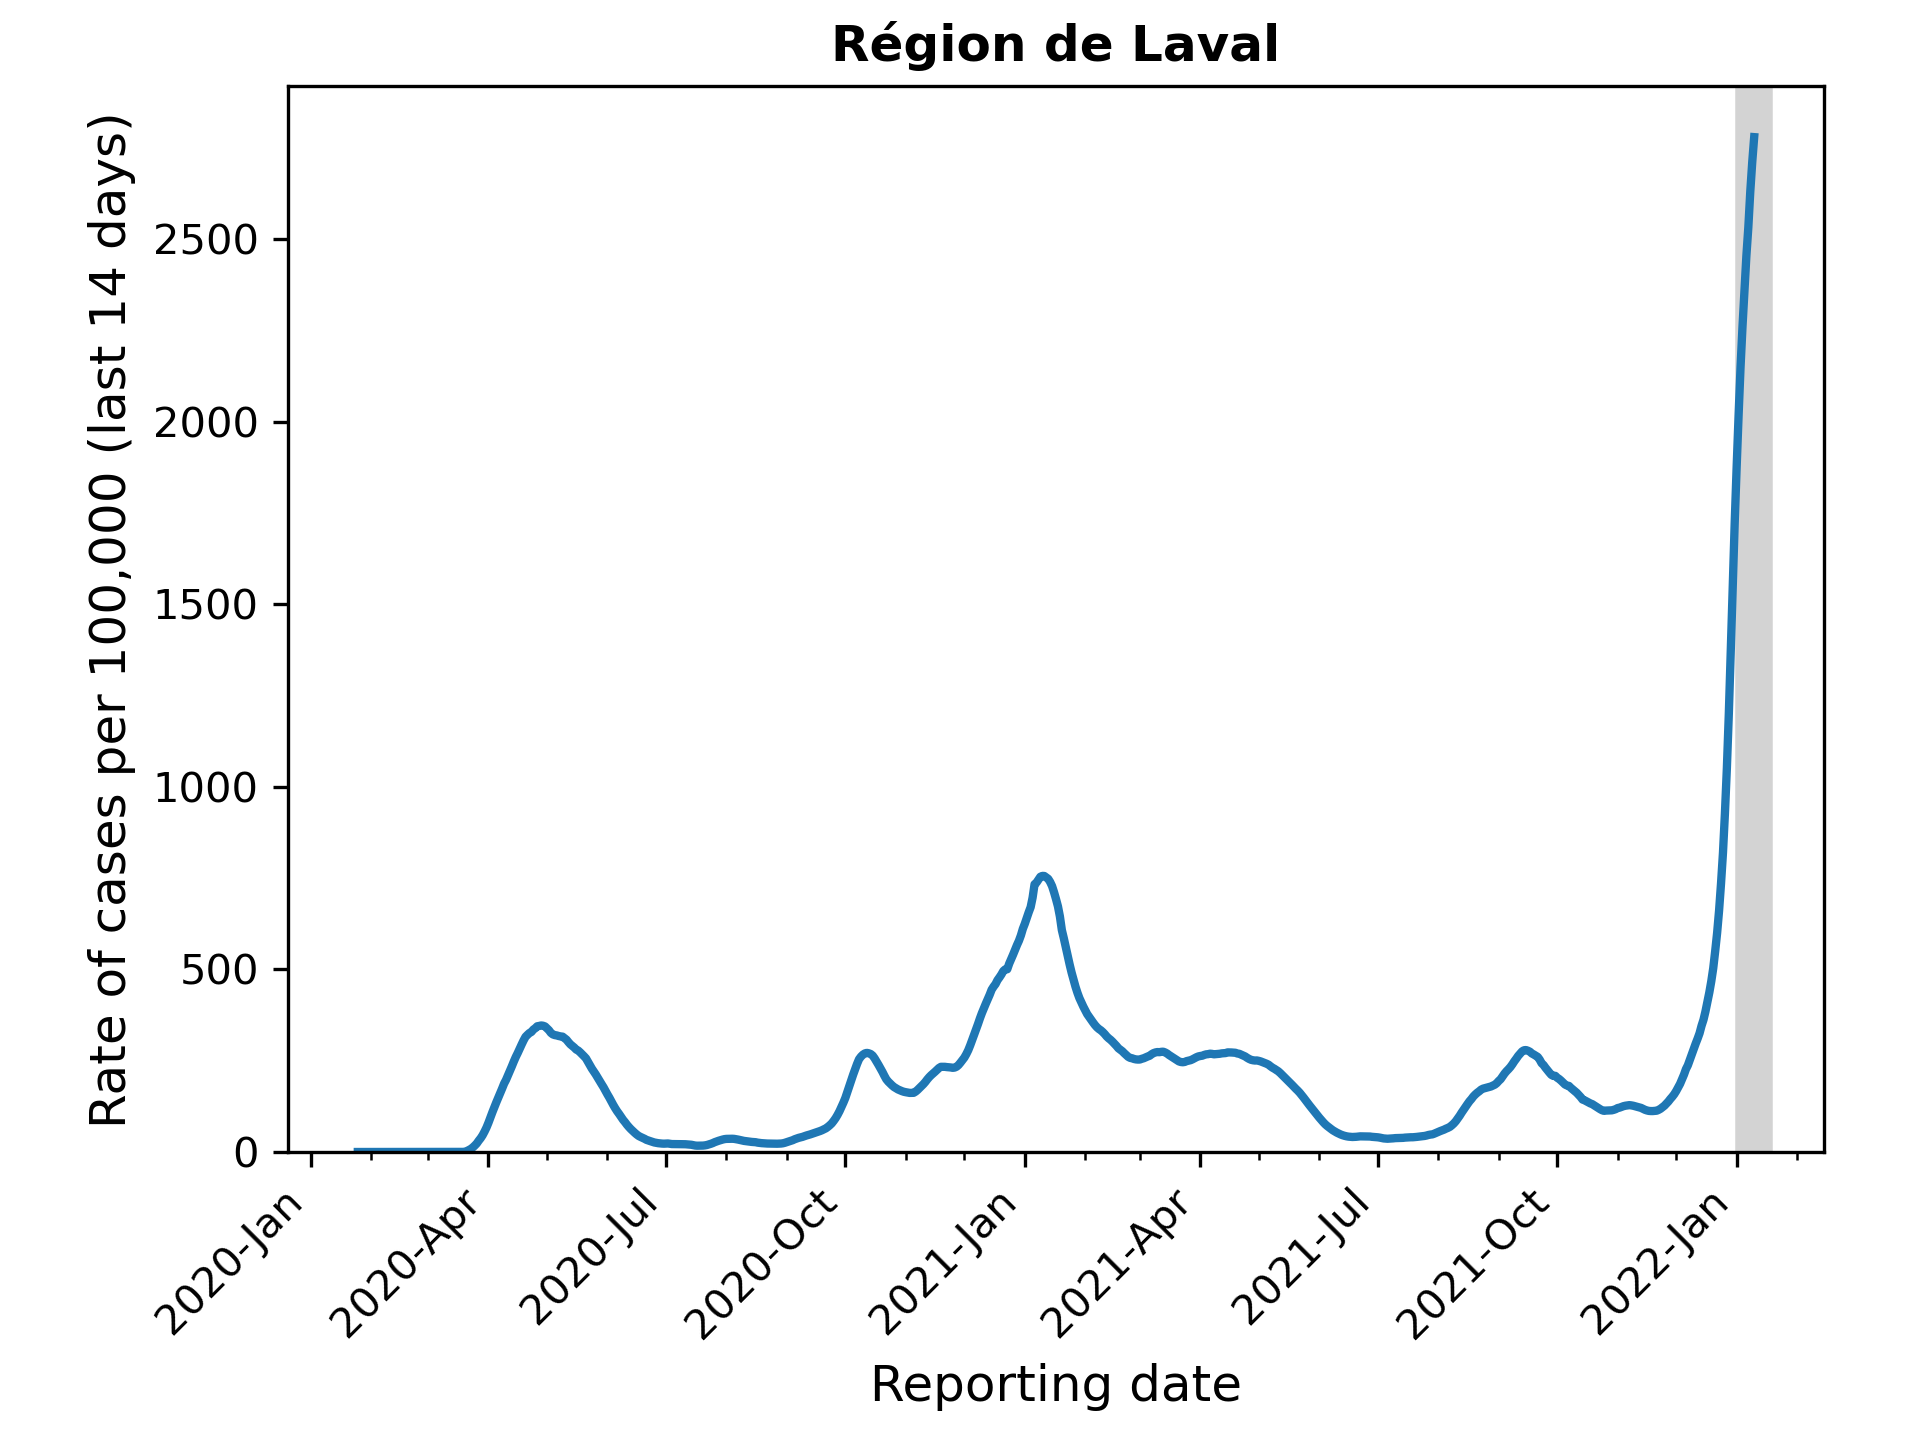 Région de Laval
Rate of cases per 100,000 (last 14 days)
2500
2000
1500
1000
500
0
2020-Jan
2020-Apr
2020-Jul
2020-Oct
2021-Jan
2021-Apr
2021-Jul
2021-Oct
2022-Jan
Reporting date